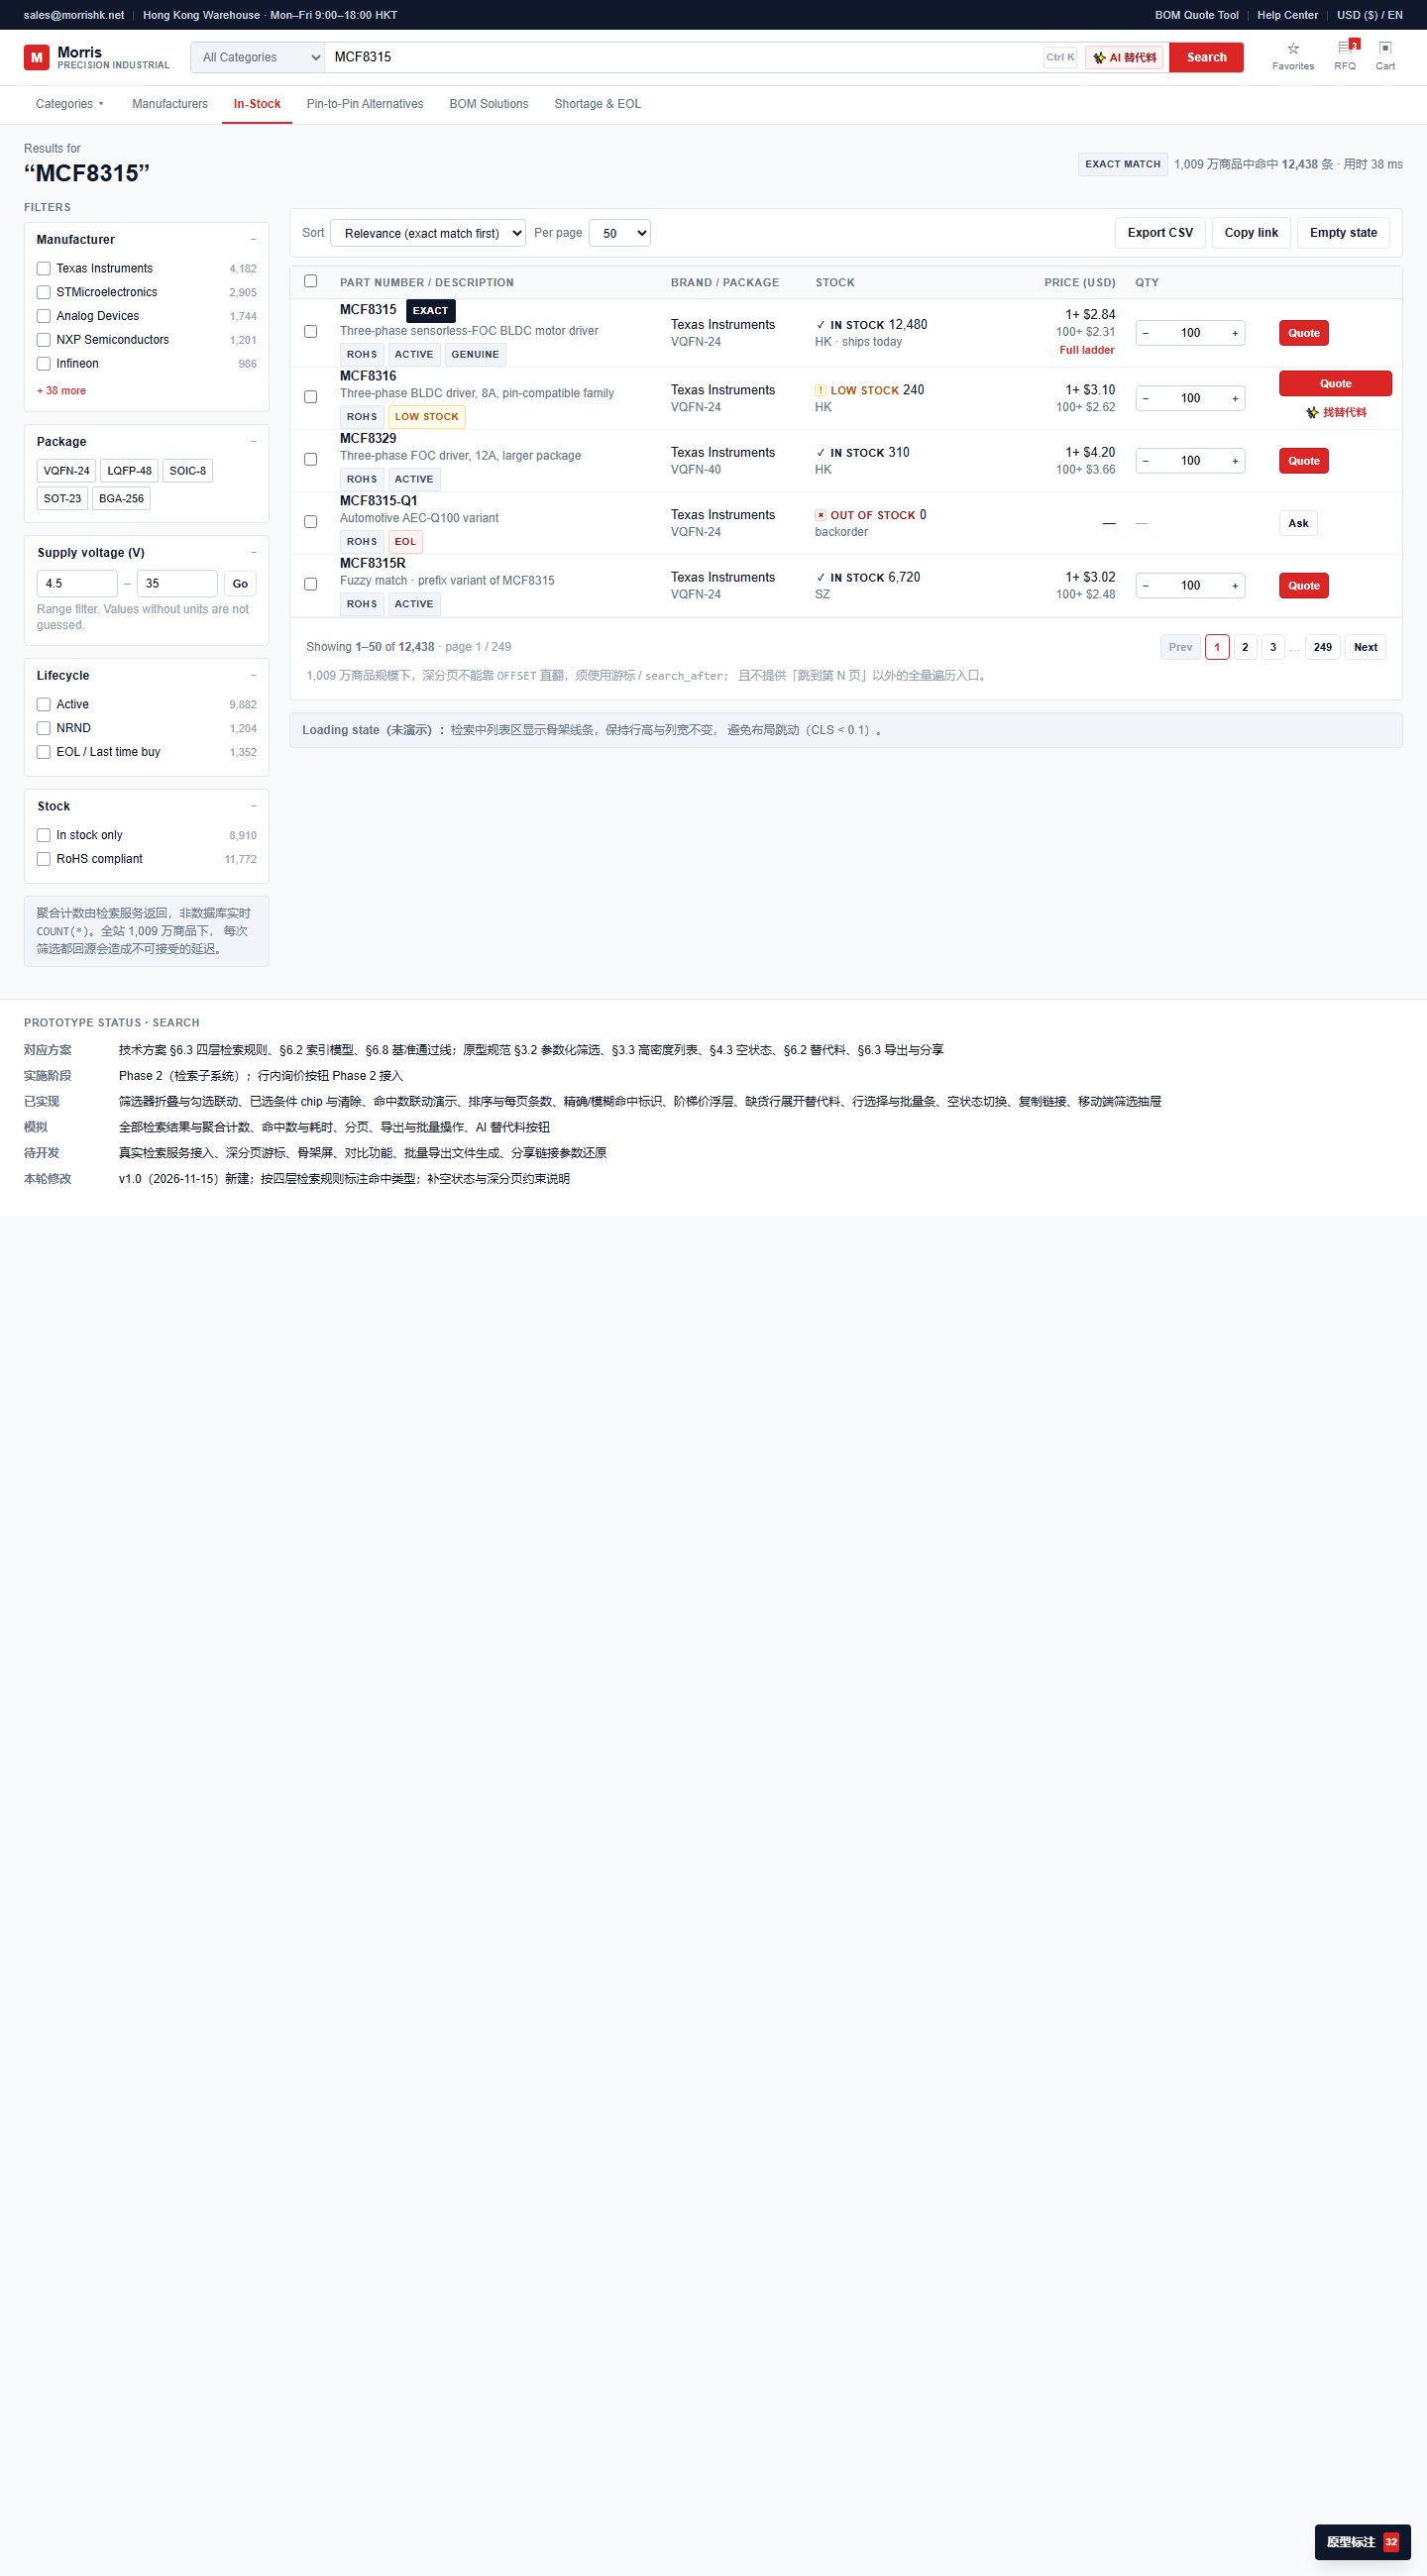 sales@morrishk.net | Hong Kong Warehouse · Mon–Fri 9:00–18:00 HKT
BOM Quote Tool | Help Center | USD ($) / EN
M
Morris
PRECISION INDUSTRIAL
All Categories
MCF8315
Ctrl K
AI 替代料
Search
Favorites
3
RFQ
Cart
Categories
Manufacturers
In-Stock
Pin-to-Pin Alternatives
BOM Solutions
Shortage & EOL
Results for
“MCF8315”
EXACT MATCH 1,009 万商品中命中 12,438 条 · 用时 38 ms
FILTERS
Manufacturer –
Texas Instruments 4,182
STMicroelectronics 2,905
Analog Devices 1,744
NXP Semiconductors 1,201
Infineon 986
+ 38 more
Package –
VQFN-24 LQFP-48 SOIC-8
SOT-23 BGA-256
Supply voltage (V) –
4.5 – 35 Go
Range filter. Values without units are not
guessed.
Lifecycle –
Active 9,882
NRND 1,204
EOL / Last time buy 1,352
Stock –
In stock only 8,910
RoHS compliant 11,772
聚合计数由检索服务返回，非数据库实时
COUNT(*)。全站 1,009 万商品下， 每次
筛选都回源会造成不可接受的延迟。
Sort Relevance (exact match first) Per page 50
Export CSV Copy link Empty state
PART NUMBER / DESCRIPTION BRAND / PACKAGE STOCK PRICE (USD) QTY
MCF8315 EXACT
Three-phase sensorless-FOC BLDC motor driver
ROHS ACTIVE GENUINE
Texas Instruments
VQFN-24
✓ IN STOCK 12,480
HK · ships today
1+ $2.84
100+ $2.31
Full ladder
− 100 +
Quote
MCF8316
Three-phase BLDC driver, 8A, pin-compatible family
ROHS LOW STOCK
Texas Instruments
VQFN-24
! LOW STOCK 240
HK
1+ $3.10
100+ $2.62
− 100 +
Quote
找替代料
MCF8329
Three-phase FOC driver, 12A, larger package
ROHS ACTIVE
Texas Instruments
VQFN-40
✓ IN STOCK 310
HK
1+ $4.20
100+ $3.66
− 100 +
Quote
MCF8315-Q1
Automotive AEC-Q100 variant
ROHS EOL
Texas Instruments
VQFN-24
× OUT OF STOCK 0
backorder
—
—
Ask
MCF8315R
Fuzzy match · prefix variant of MCF8315
ROHS ACTIVE
Texas Instruments
VQFN-24
✓ IN STOCK 6,720
SZ
1+ $3.02
100+ $2.48
− 100 +
Quote
Showing 1–50 of 12,438 · page 1 / 249
Prev 1 2 3 … 249 Next
1,009 万商品规模下，深分页不能靠 OFFSET 直翻，须使用游标 / search_after； 且不提供「跳到第 N 页」以外的全量遍历入口。
Loading state（未演示）：检索中列表区显示骨架线条，保持行高与列宽不变， 避免布局跳动（CLS < 0.1）。
PROTOTYPE STATUS · SEARCH
对应方案 技术方案 §6.3 四层检索规则、§6.2 索引模型、§6.8 基准通过线；原型规范 §3.2 参数化筛选、§3.3 高密度列表、§4.3 空状态、§6.2 替代料、§6.3 导出与分享
实施阶段 Phase 2（检索子系统）；行内询价按钮 Phase 2 接入
已实现 筛选器折叠与勾选联动、已选条件 chip 与清除、命中数联动演示、排序与每页条数、精确/模糊命中标识、阶梯价浮层、缺货行展开替代料、行选择与批量条、空状态切换、复制链接、移动端筛选抽屉
模拟 全部检索结果与聚合计数、命中数与耗时、分页、导出与批量操作、AI 替代料按钮
待开发 真实检索服务接入、深分页游标、骨架屏、对比功能、批量导出文件生成、分享链接参数还原
本轮修改 v1.0（2026-11-15）新建；按四层检索规则标注命中类型；补空状态与深分页约束说明
原型标注 32